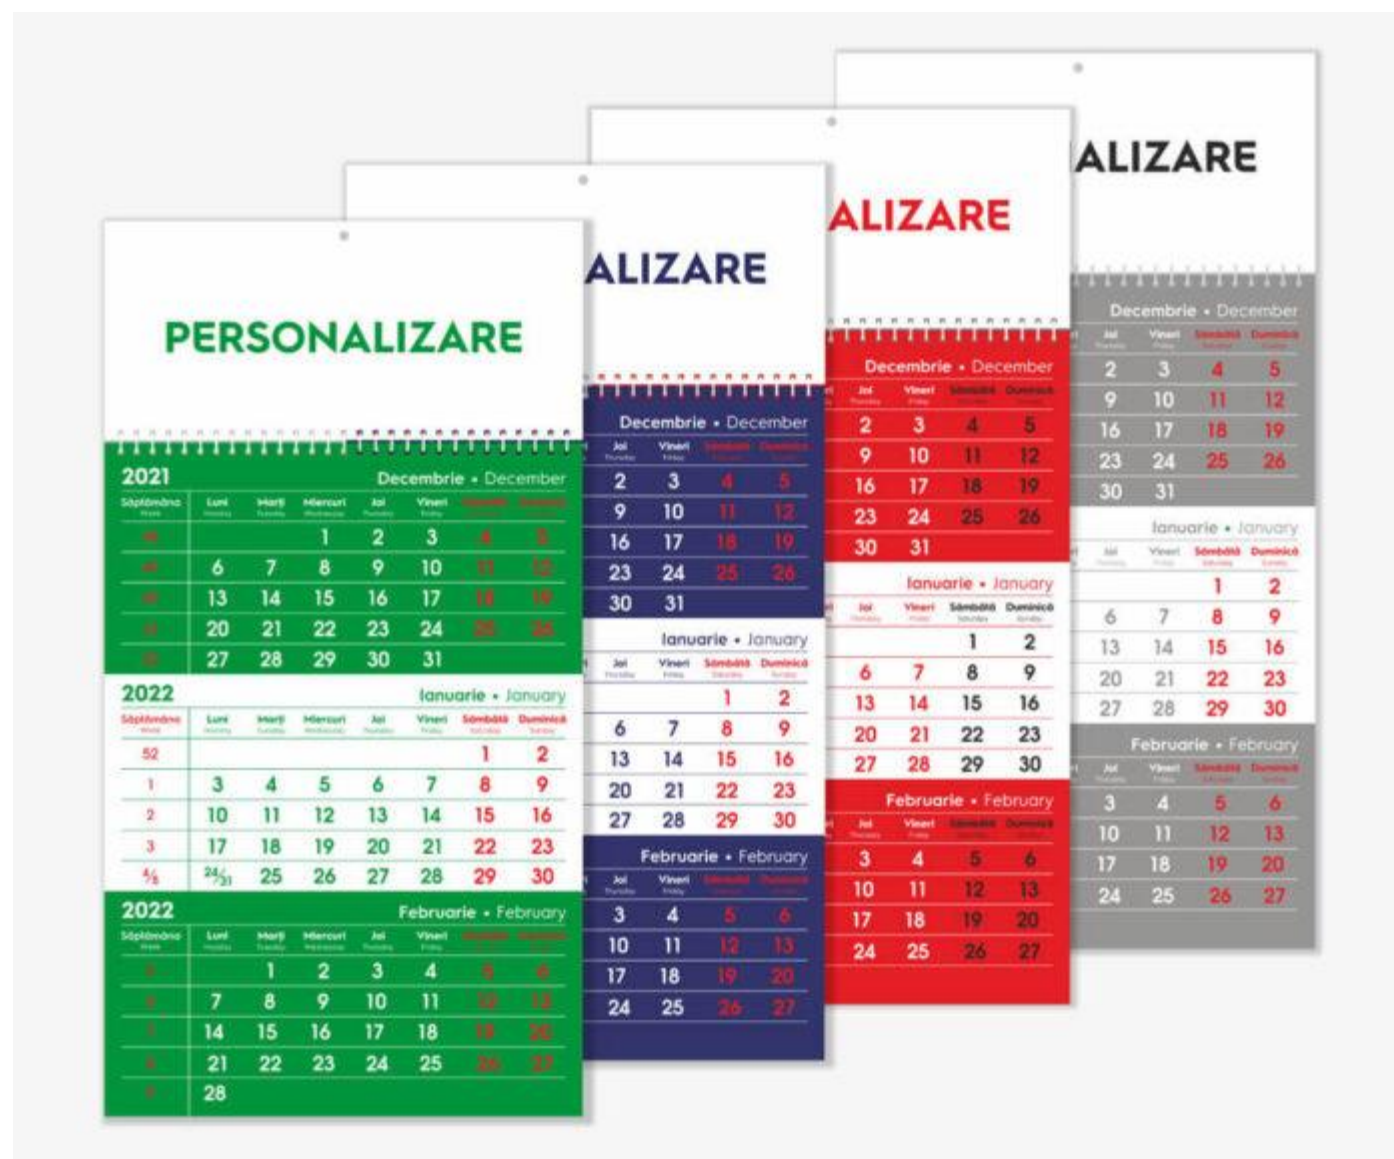 PERSONALIZARE
2021 Decembrie • December
Săptămâna Luni Marți Miercuri Joi Vineri
1 2 3 4 5
6 7 8 9 10 11 12
13 14 15 16 17 18 19
20 21 22 23 24 25 26
27 28 29 30 31
2022 Ianuarie • January
Săptămâna Luni Marți Miercuri Joi Vineri Sâmbătă Duminică
52 1 2
1 3 4 5 6 7 8 9
2 10 11 12 13 14 15 16
3 17 18 19 20 21 22 23
24/31 25 26 27 28 29 30
2022 Februarie • February
Săptămâna Luni Marți Miercuri Joi Vineri
1 2 3 4 5 6
7 8 9 10 11 12 13
14 15 16 17 18 19 20
21 22 23 24 25 26 27
28
ALIZARE
Decembrie • December
Joi Vineri
2 3 4 5
9 10 11 12
16 17 18 19
23 24 25 26
30 31
Ianuarie • January
Joi Vineri Sâmbătă Duminică
1 2
6 7 8 9
13 14 15 16
20 21 22 23
27 28 29 30
Februarie • February
Joi Vineri
3 4 5 6
10 11 12 13
17 18 19 20
24 25 26 27
ALIZARE
Decembrie • December
Joi Vineri Sâmbătă Duminică
2 3 4 5
9 10 11 12
16 17 18 19
23 24 25 26
30 31
Ianuarie • January
Joi Vineri Sâmbătă Duminică
1 2
6 7 8 9
13 14 15 16
20 21 22 23
27 28 29 30
Februarie • February
Joi Vineri
3 4 5 6
10 11 12 13
17 18 19 20
24 25 26 27
ALIZARE
Decembrie • December
Joi Vineri Sâmbătă Duminică
2 3 4 5
9 10 11 12
16 17 18 19
23 24 25 26
30 31
Ianuarie • January
Joi Vineri Sâmbătă Duminică
1 2
6 7 8 9
13 14 15 16
20 21 22 23
27 28 29 30
Februarie • February
Joi Vineri Sâmbătă Duminică
3 4 5 6
10 11 12 13
17 18 19 20
24 25 26 27